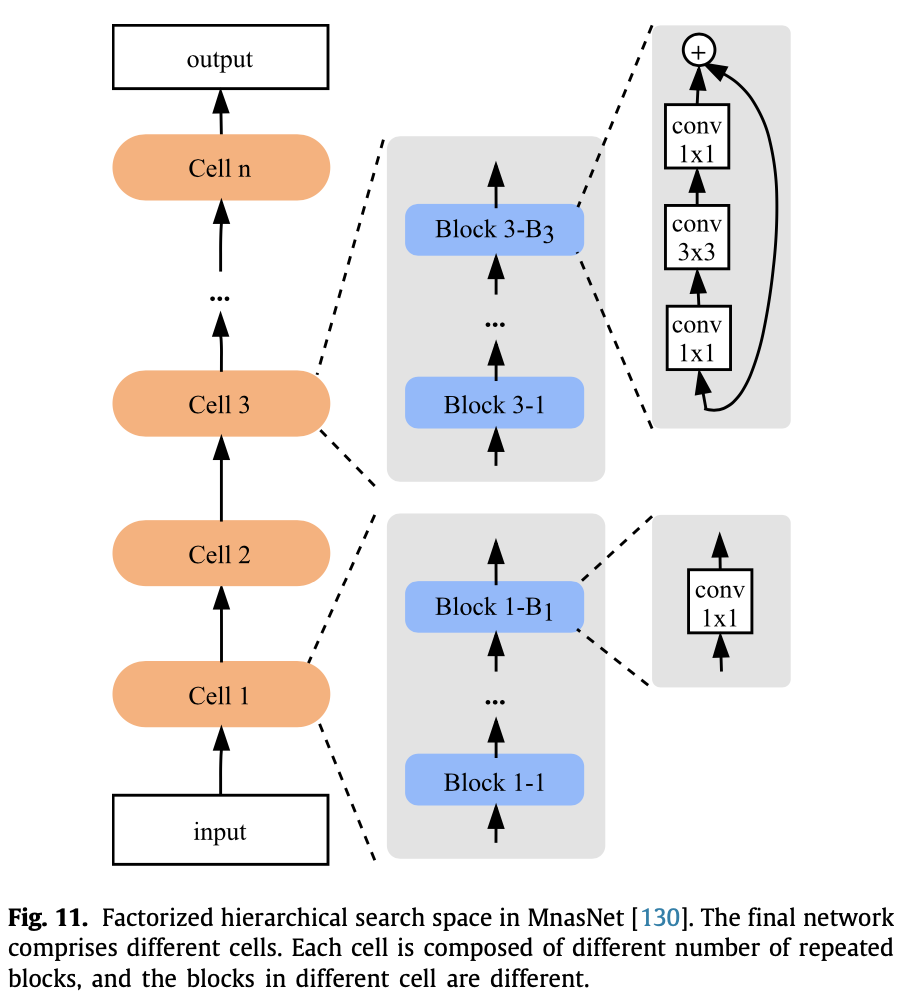 output
Cell n
...
Cell 3
Cell 2
Cell 1
input
Block 3-B3
...
Block 3-1
Block 1-B1
...
Block 1-1
+
conv
1x1
conv
3x3
conv
1x1
conv
1x1
Fig. 11. Factorized hierarchical search space in MnasNet [130]. The final network
comprises different cells. Each cell is composed of different number of repeated
blocks, and the blocks in different cell are different.